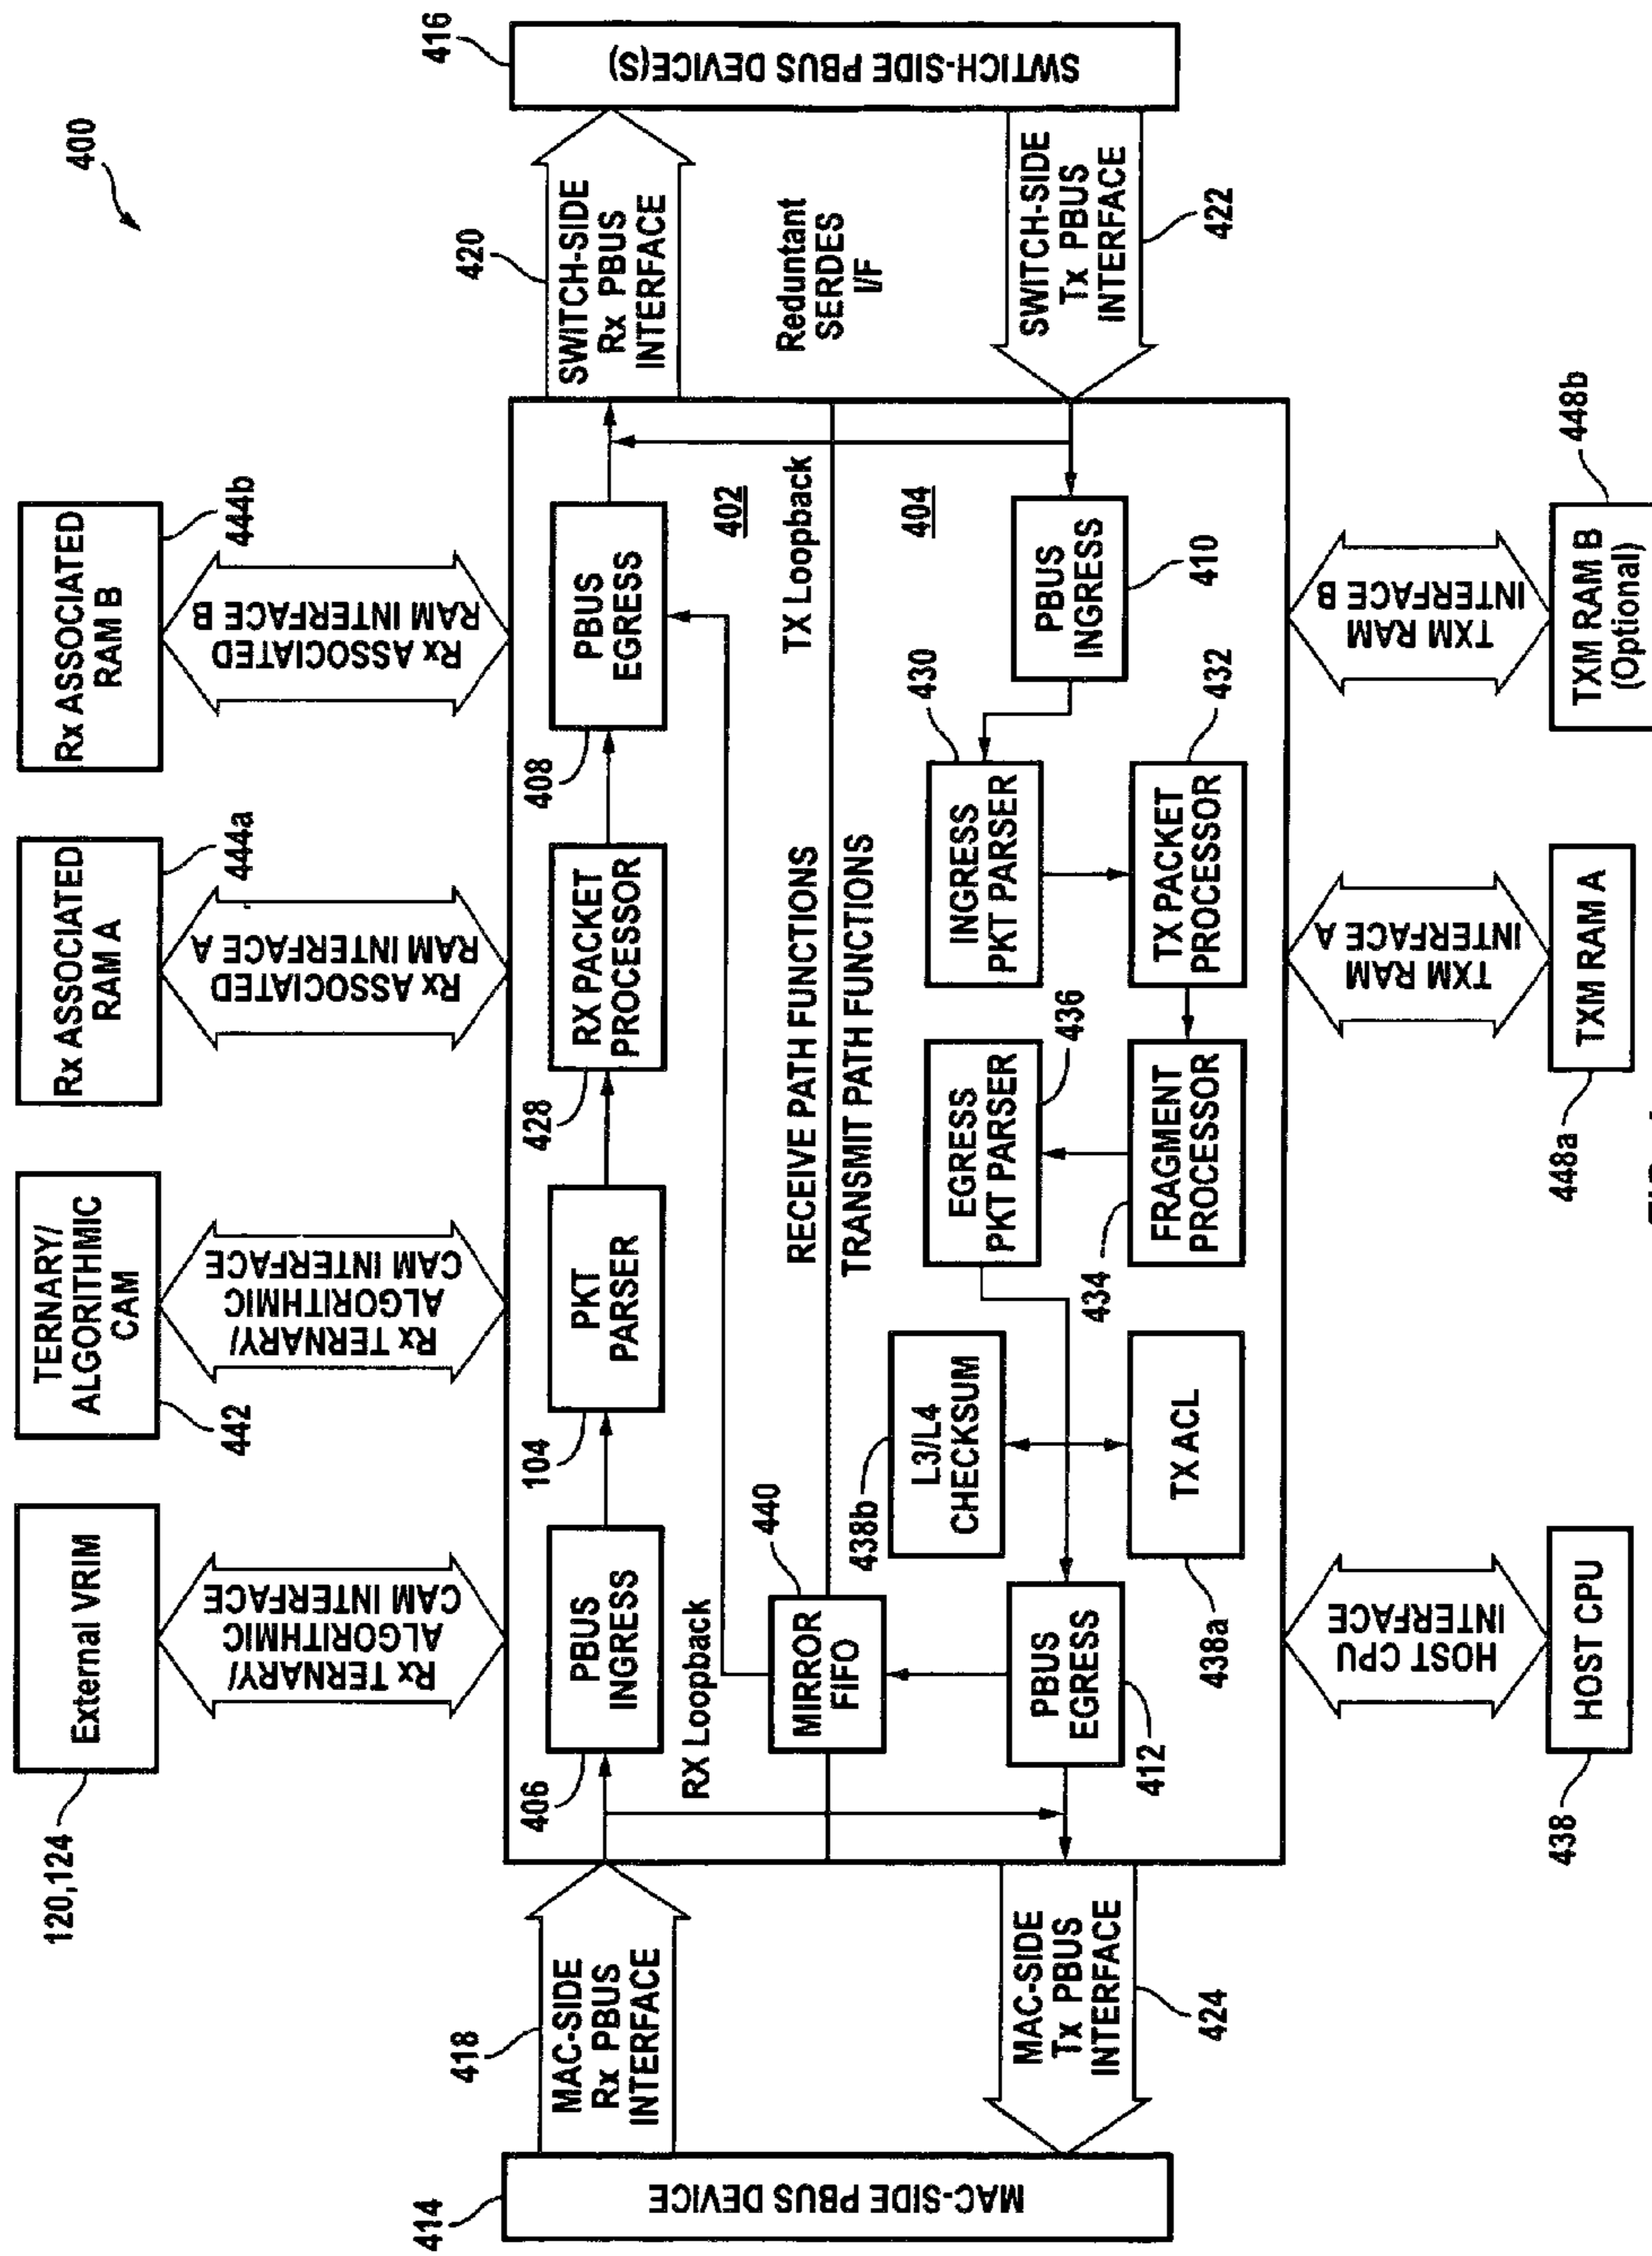 400
120,124
External VRIM
442
TERNARY/
ALGORITHMIC
CAM
Rx ASSOCIATED
RAM A
444a
Rx ASSOCIATED
RAM B
444b
Rx TERNARY/
ALGORITHMIC
CAM INTERFACE
Rx TERNARY/
ALGORITHMIC
CAM INTERFACE
Rx ASSOCIATED
RAM INTERFACE A
Rx ASSOCIATED
RAM INTERFACE B
414
MAC-SIDE PBUS DEVICE
418
MAC-SIDE
Rx PBUS
INTERFACE
406
PBUS
INGRESS
104
PKT
PARSER
428
RX PACKET
PROCESSOR
408
PBUS
EGRESS
420
SWITCH-SIDE
Rx PBUS
INTERFACE
416
SWTICH-SIDE PBUS DEVICE(S)
RX Loopback
402
440
MIRROR
FIFO
RECEIVE PATH FUNCTIONS
TX Loopback
TRANSMIT PATH FUNCTIONS
404
Reduntant
SERDES
I/F
438b
L3/L4
CHECKSUM
EGRESS
PKT PARSER
436
INGRESS
PKT PARSER
430
PBUS
INGRESS
410
SWITCH-SIDE
Tx PBUS
INTERFACE
422
MAC-SIDE
Tx PBUS
INTERFACE
424
PBUS
EGRESS
412
TX ACL
438a
434
FRAGMENT
PROCESSOR
TX PACKET
PROCESSOR
432
HOST CPU
INTERFACE
TXM RAM
INTERFACE A
TXM RAM
INTERFACE B
438
HOST CPU
448a
TXM RAM A
TXM RAM B
(Optional)
448b